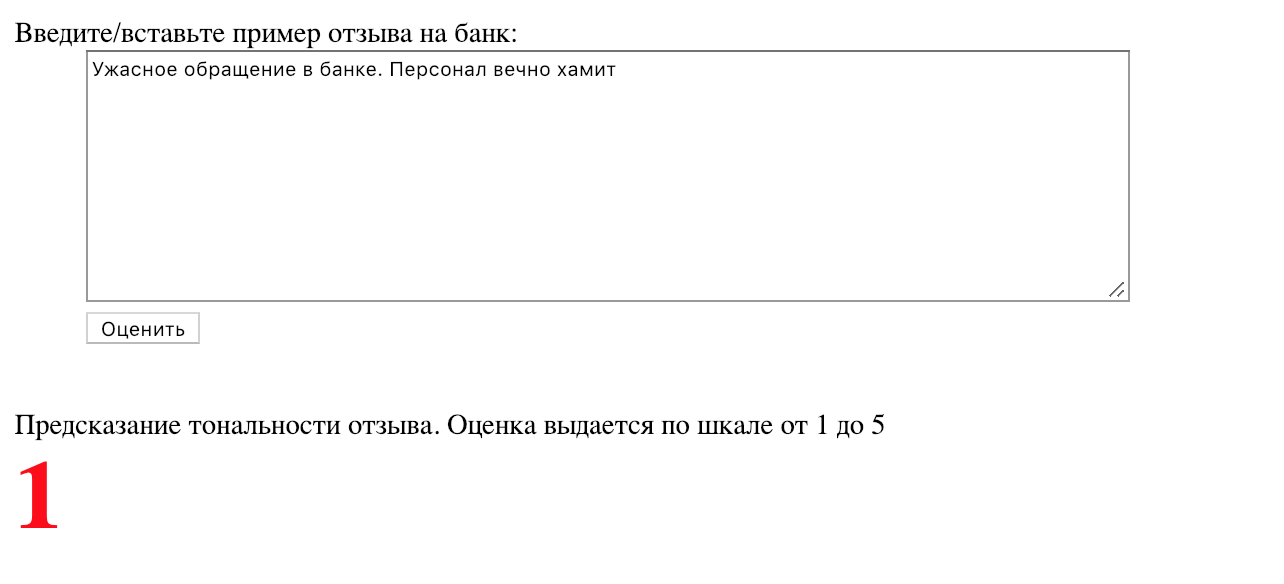 Введите/вставьте пример отзыва на банк:
Ужасное обращение в банке. Персонал вечно хамит
Оценить
Предсказание тональности отзыва. Оценка выдается по шкале от 1 до 5
1